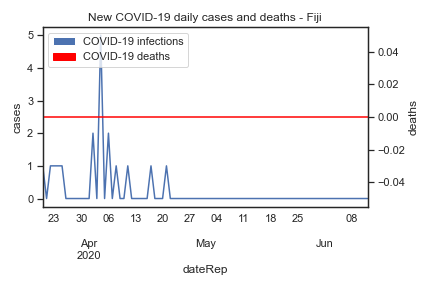 New COVID-19 daily cases and deaths - Fiji
COVID-19 infections
COVID-19 deaths
cases
5
4
3
2
1
0
deaths
0.04
0.02
0.00
−0.02
−0.04
23 30 06 13 20 27 04 11 18 25 08
Apr May Jun
2020
dateRep